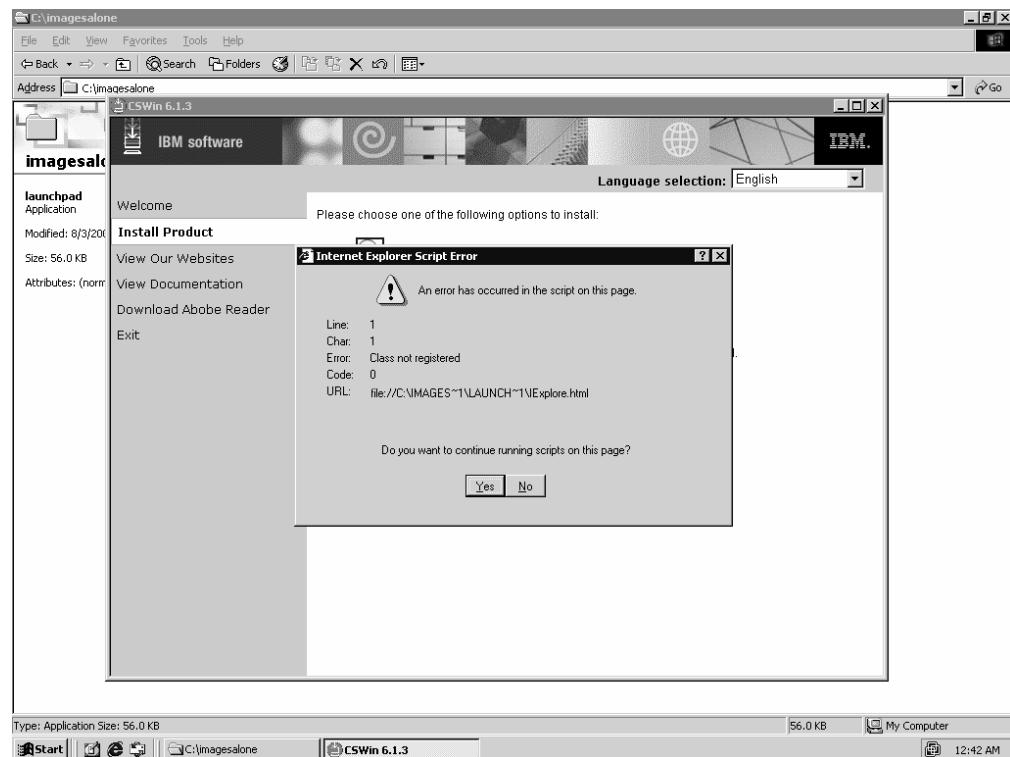 C:\imagesalone
File Edit View Favorites Tools Help
Back Search Folders
Address C:\imagesalone Go
CSWin 6.1.3
IBM software IBM.
Language selection: English
imagesalo
launchpad
Application
Modified: 8/3/200
Size: 56.0 KB
Attributes: (norm
Welcome
Install Product
View Our Websites
View Documentation
Download Abobe Reader
Exit
Please choose one of the following options to install:
Internet Explorer Script Error
An error has occurred in the script on this page.
Line: 1
Char: 1
Error: Class not registered
Code: 0
URL: file://C:\IMAGES~1\LAUNCH~1\IExplore.html
Do you want to continue running scripts on this page?
Yes No
Type: Application Size: 56.0 KB 56.0 KB My Computer
Start C:\imagesalone CSWin 6.1.3 12:42 AM